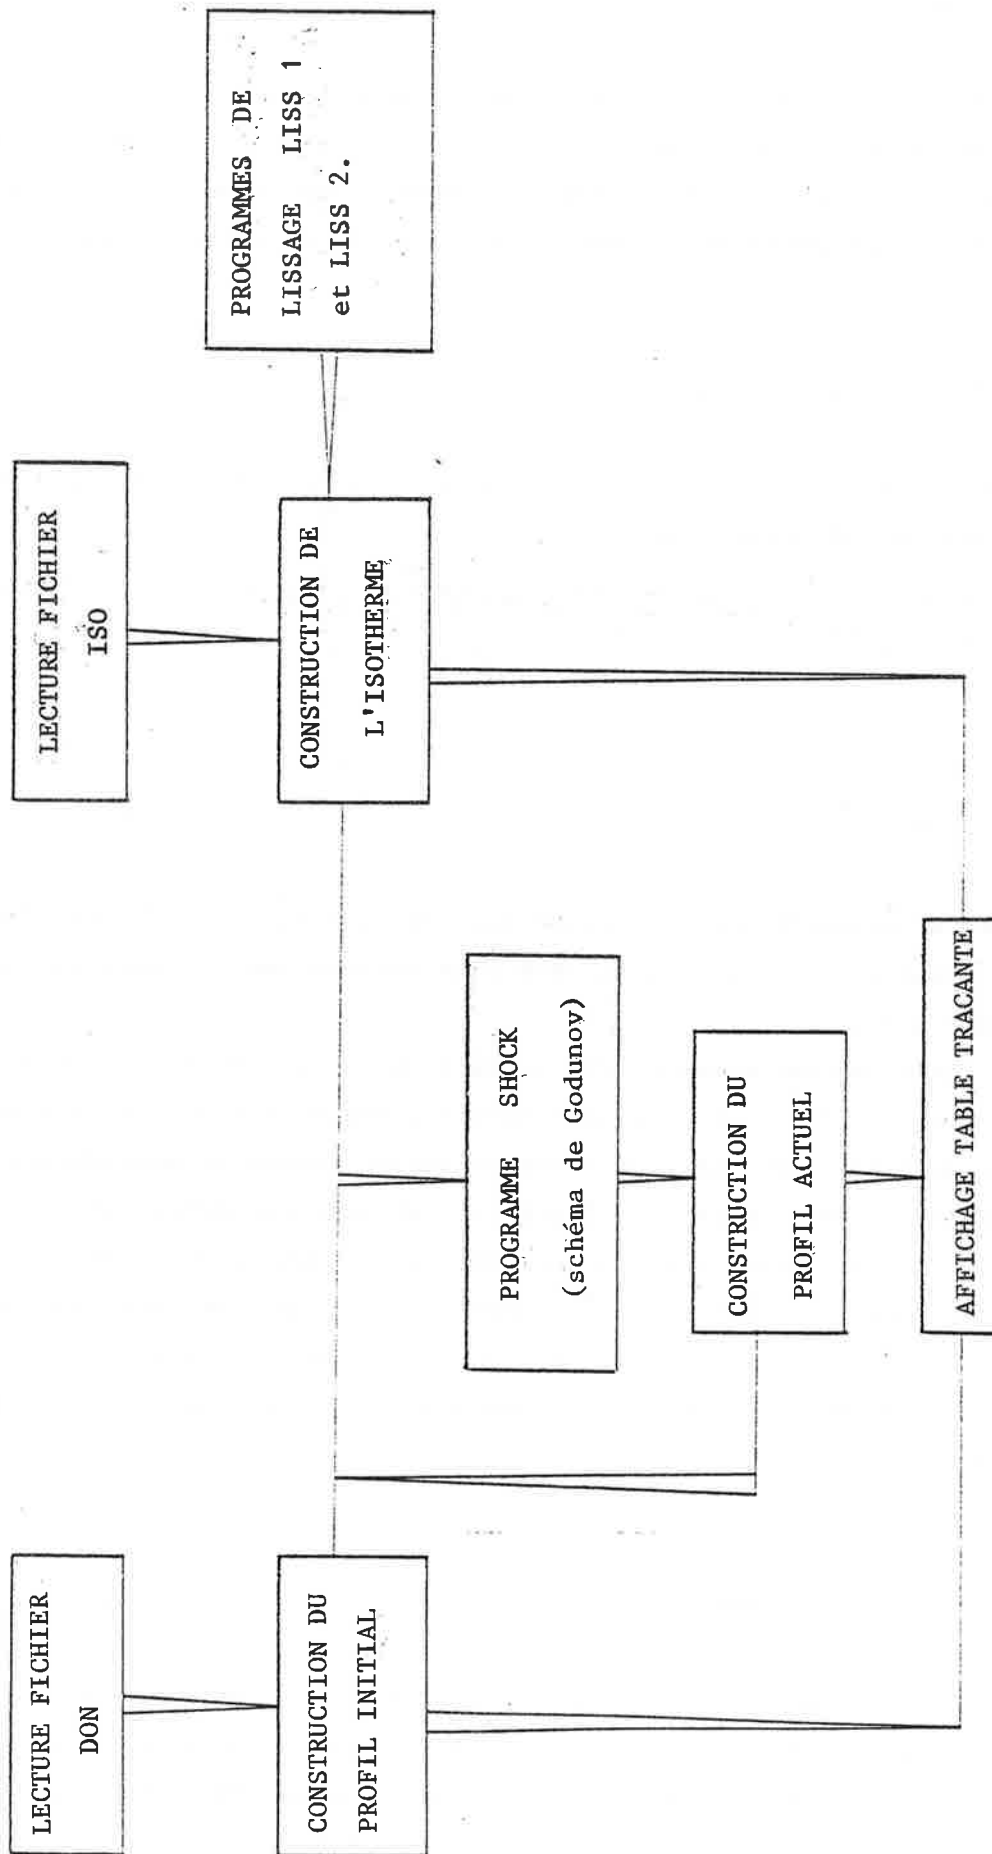 LECTURE FICHIER
DON
CONSTRUCTION DU
PROFIL INITIAL
LECTURE FICHIER
ISO
CONSTRUCTION DE
L'ISOTHERME
PROGRAMMES DE
LISSAGE LISS 1
et LISS 2.
PROGRAMME SHOCK
(schéma de Godunov)
CONSTRUCTION DU
PROFIL ACTUEL
AFFICHAGE TABLE TRACANTE